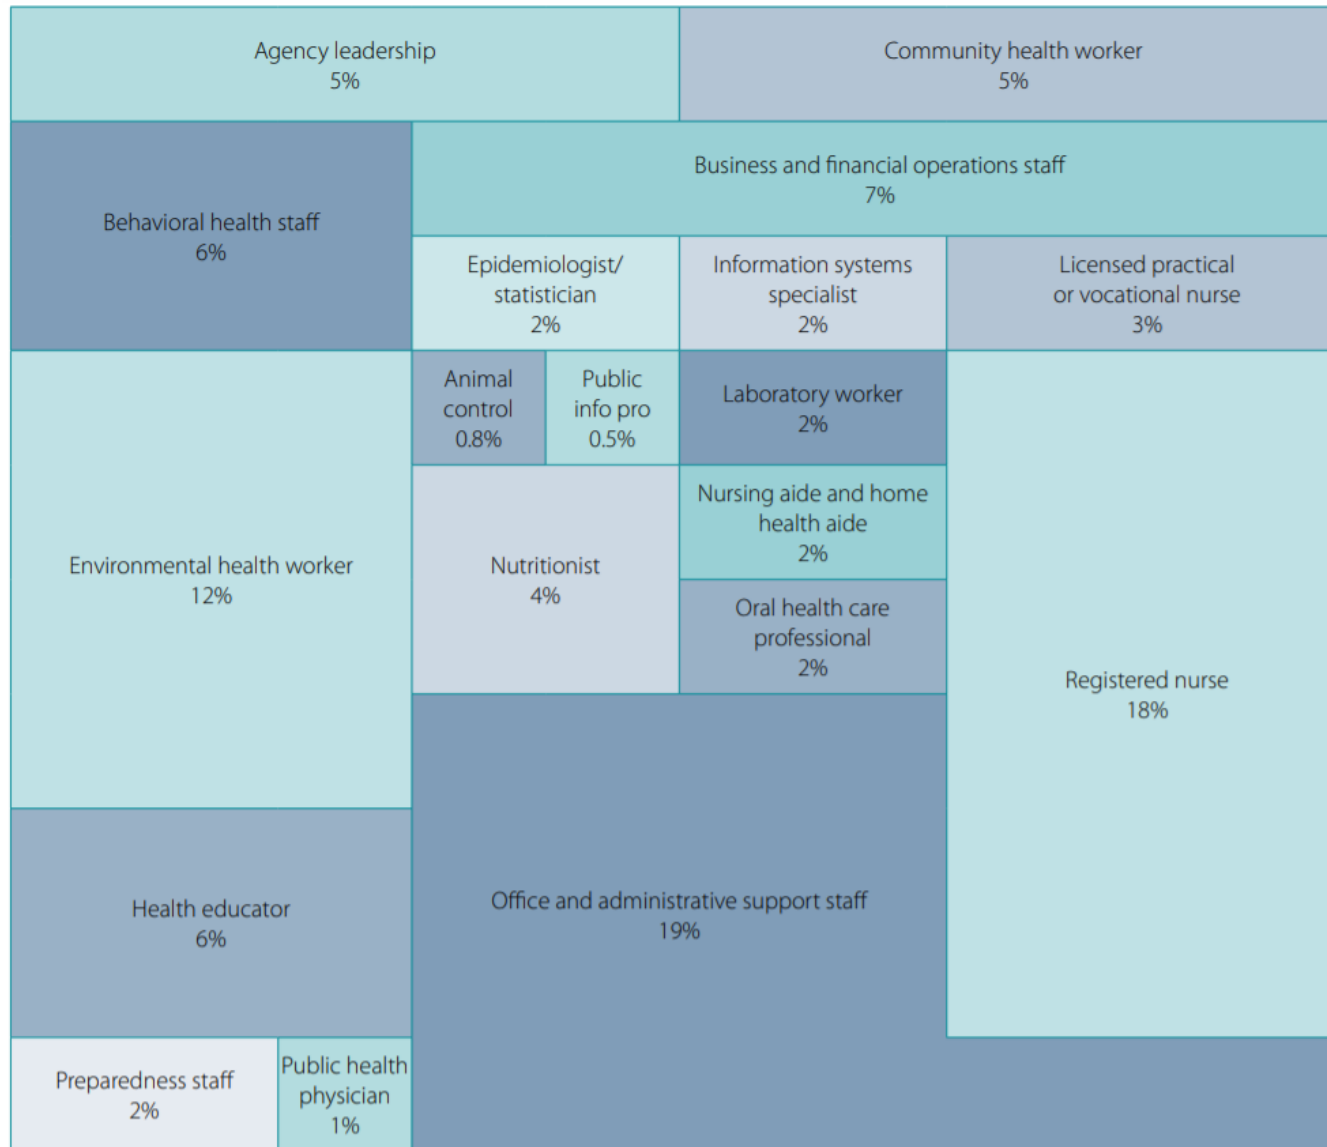 Agency leadership
5%
Community health worker
5%
Behavioral health staff
6%
Business and financial operations staff
7%
Epidemiologist/
statistician
2%
Information systems
specialist
2%
Licensed practical
or vocational nurse
3%
Environmental health worker
12%
Animal
control
0.8%
Public
info pro
0.5%
Laboratory worker
2%
Nutritionist
4%
Nursing aide and home
health aide
2%
Oral health care
professional
2%
Registered nurse
18%
Health educator
6%
Office and administrative support staff
19%
Preparedness staff
2%
Public health
physician
1%